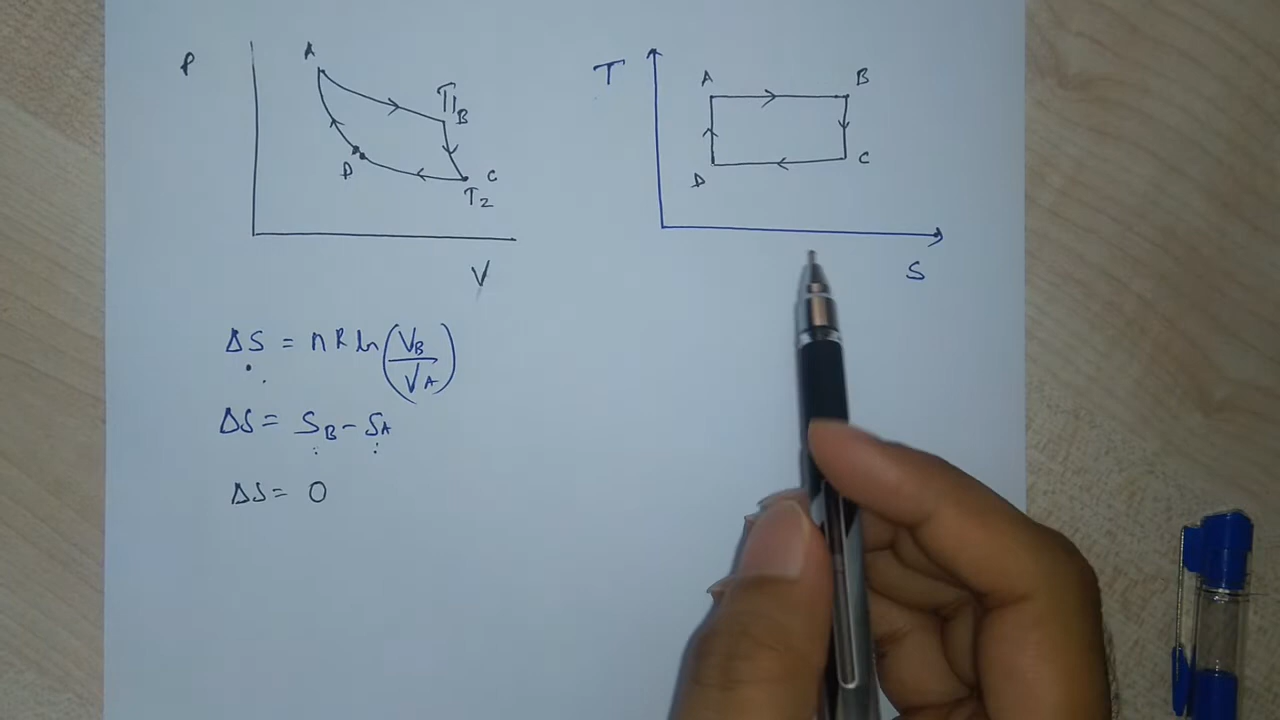 P
A
T1
B
D
C
T2
V
T
A
B
D
C
S
ΔS = nR ln(VB/VA)
ΔS = SB - SA
ΔS = 0